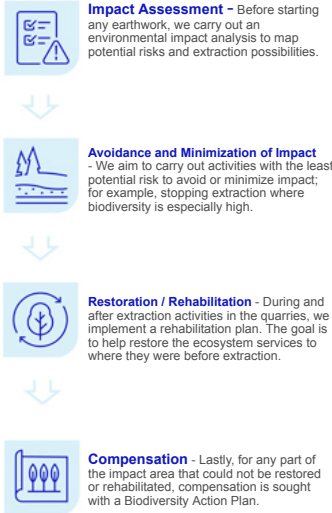 Impact Assessment - Before starting
any earthwork, we carry out an
environmental impact analysis to map
potential risks and extraction possibilities.
Avoidance and Minimization of Impact
- We aim to carry out activities with the least
potential risk to avoid or minimize impact;
for example, stopping extraction where
biodiversity is especially high.
Restoration / Rehabilitation - During and
after extraction activities in the quarries, we
implement a rehabilitation plan. The goal is
to help restore the ecosystem services to
where they were before extraction.
Compensation - Lastly, for any part of
the impact area that could not be restored
or rehabilitated, compensation is sought
with a Biodiversity Action Plan.